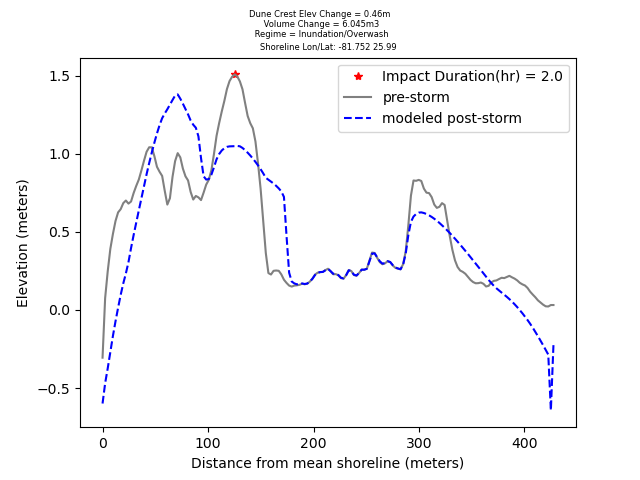 Dune Crest Elev Change = 0.46m
Volume Change = 6.045m3
Regime = Inundation/Overwash
Shoreline Lon/Lat: -81.752 25.99
Impact Duration(hr) = 2.0
pre-storm
modeled post-storm
1.5
1.0
0.5
0.0
−0.5
Elevation (meters)
0
100
200
300
400
Distance from mean shoreline (meters)